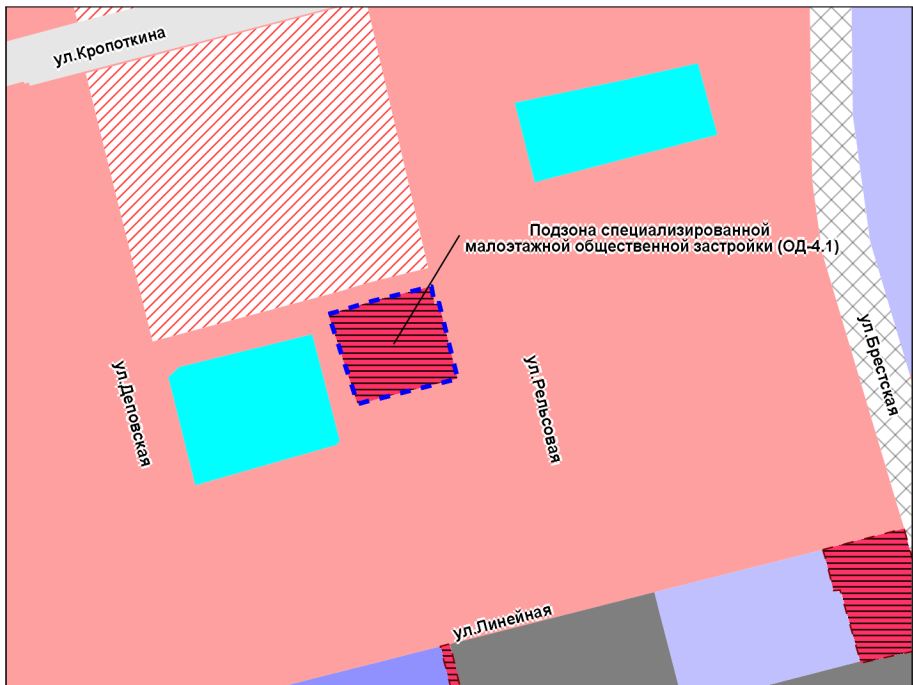 ул.Кропоткина
Подзона специализированной
малоэтажной общественной застройки (ОД-4.1)
ул.Деповская
ул.Рельсовая
ул.Брестская
ул.Линейная